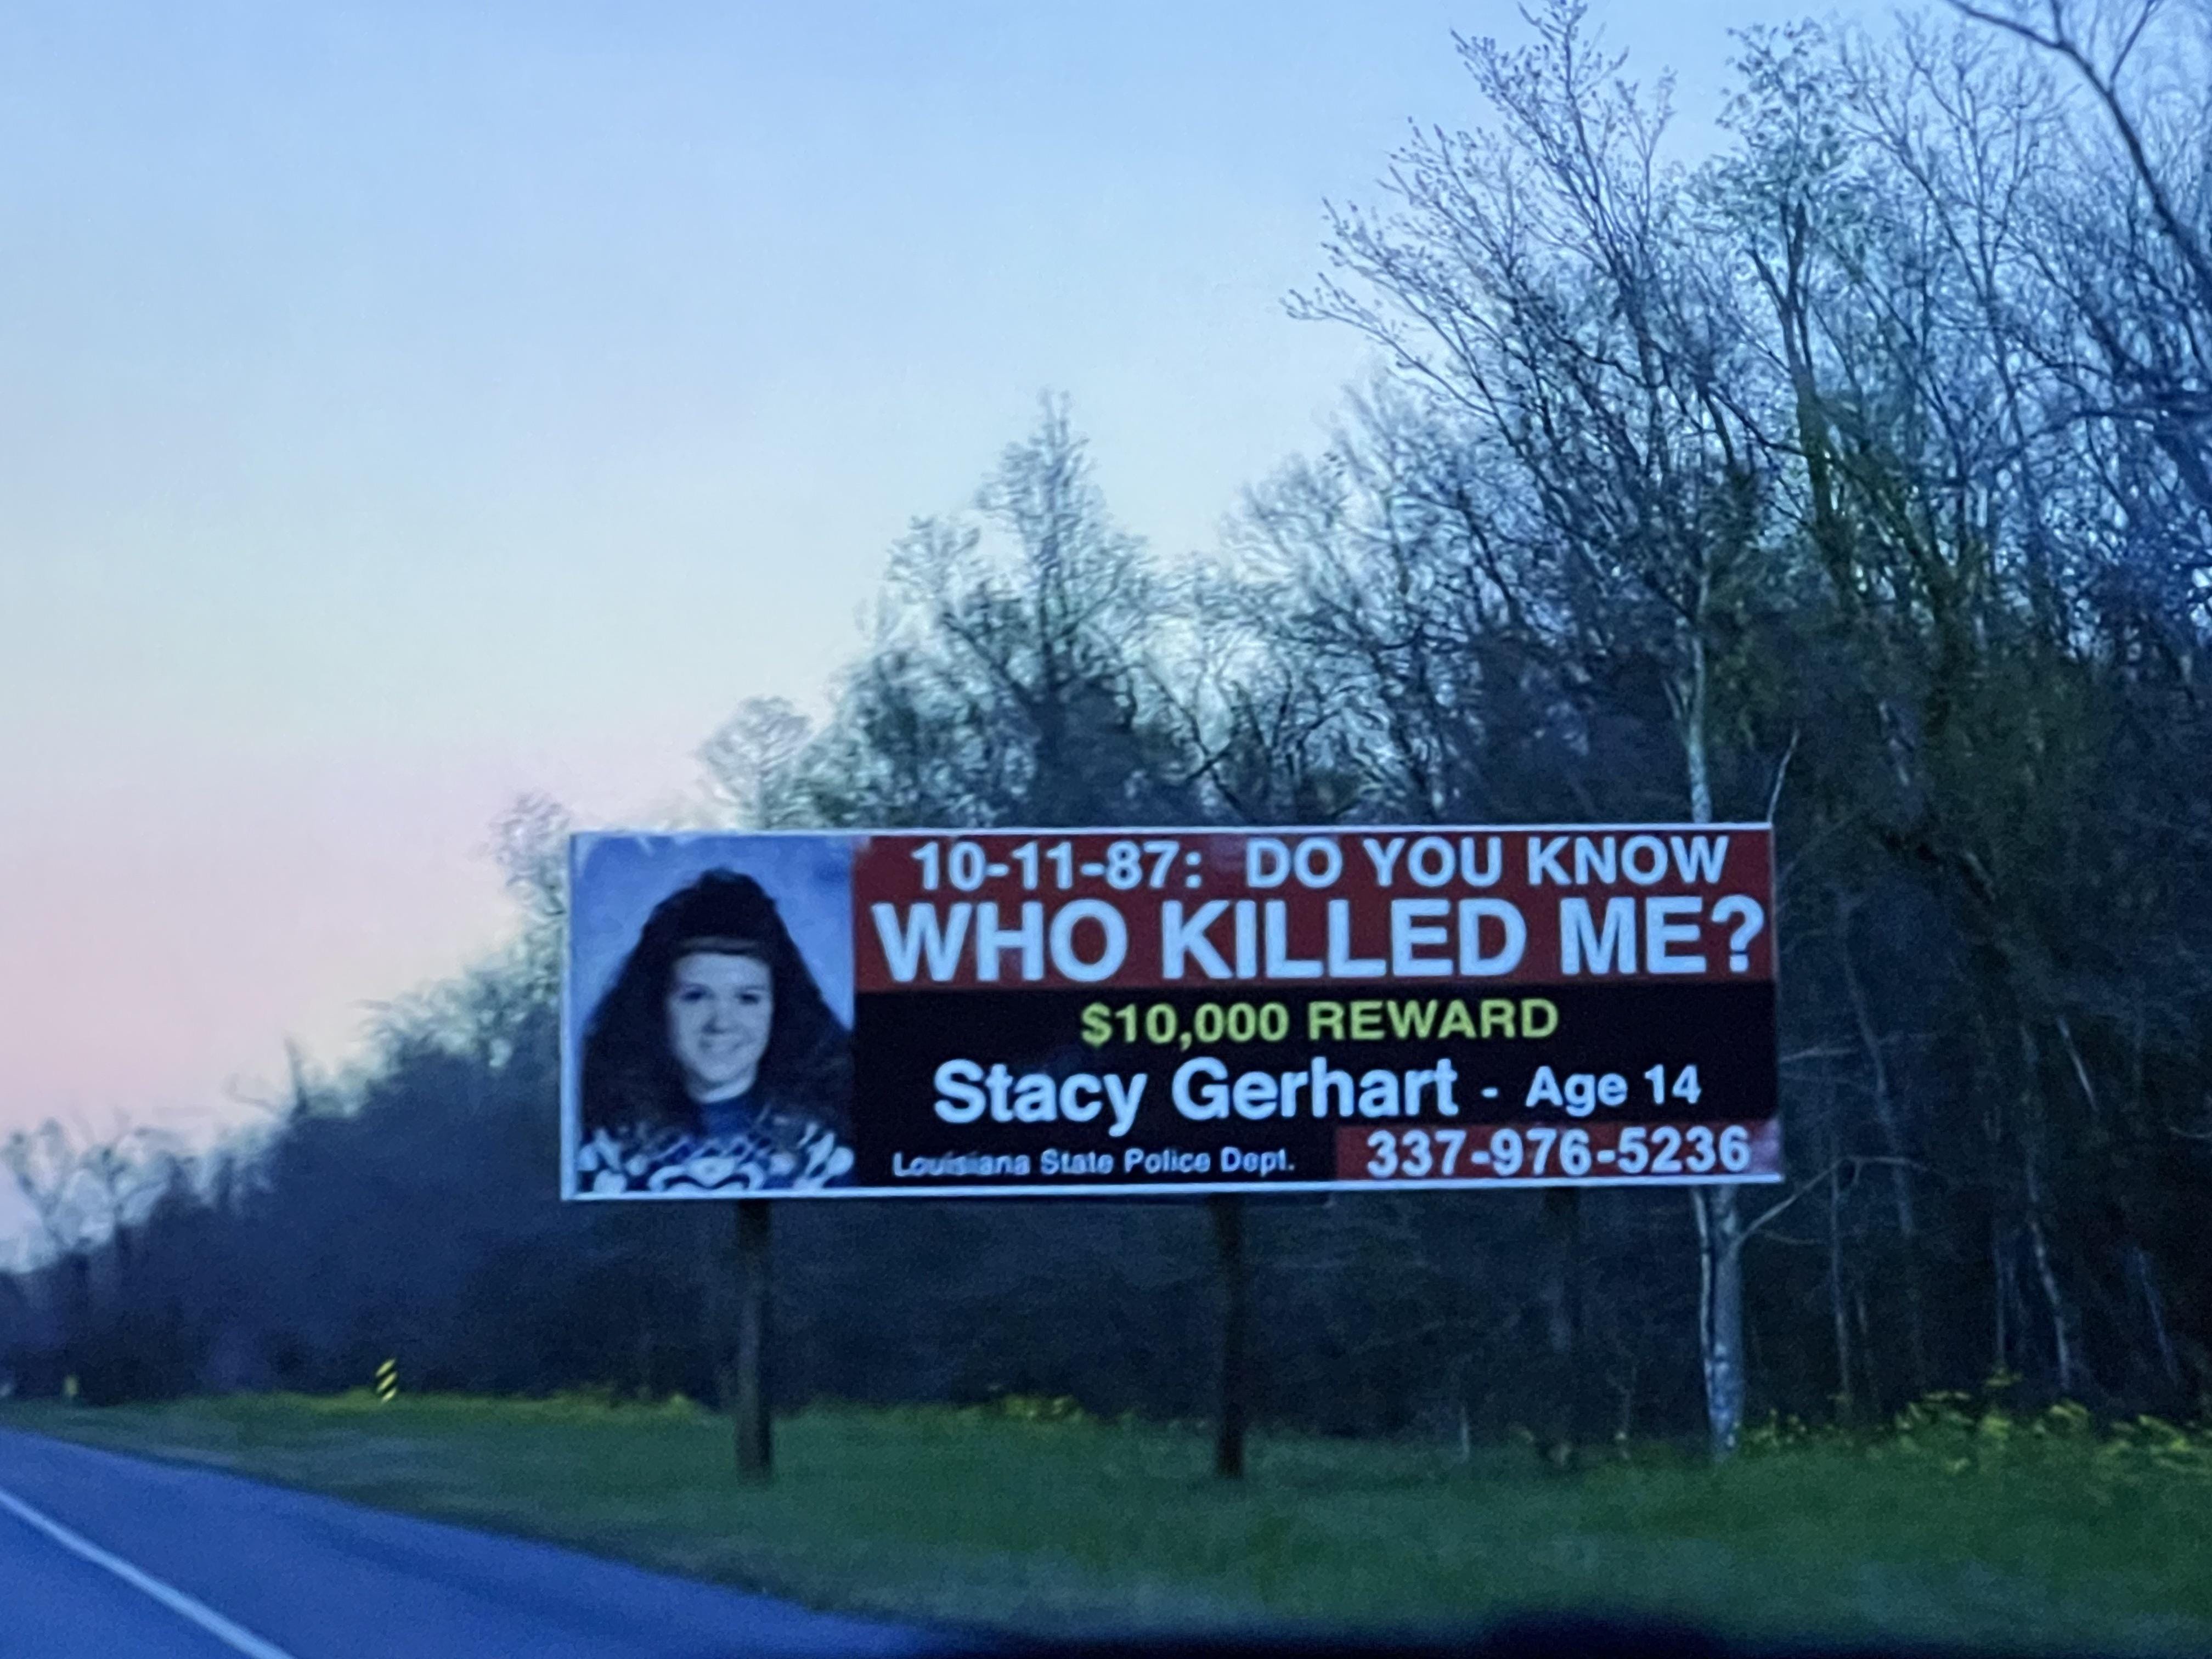 10-11-87: DO YOU KNOW
WHO KILLED ME?
$10,000 REWARD
Stacy Gerhart - Age 14
Louisiana State Police Dept.
337-976-5236